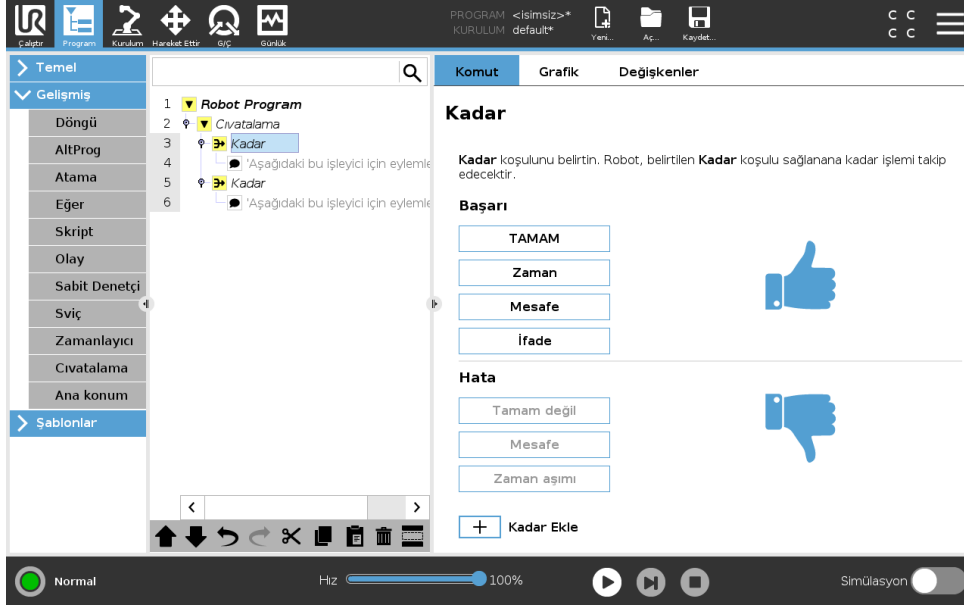 UR
PROGRAM <isimsiz>*
KURULUM default*
C C
C C
Çalıştır Program Kurulum Hareket Ettir G/Ç Günlük Yeni... Aç... Kaydet...
Temel
Gelişmiş
Döngü
AltProg
Atama
Eğer
Skript
Olay
Sabit Denetçi
Sviç
Zamanlayıcı
Cıvatalama
Ana konum
Şablonlar
1 Robot Program
2 Cıvatalama
3 Kadar
4 'Aşağıdaki bu işleyici için eylemle
5 Kadar
6 'Aşağıdaki bu işleyici için eylemle
Komut Grafik Değişkenler
Kadar
Kadar koşulunu belirtin. Robot, belirtilen Kadar koşulu sağlanana kadar işlemi takip
edecektir.
Başarı
TAMAM
Zaman
Mesafe
İfade
Hata
Tamam değil
Mesafe
Zaman aşımı
Kadar Ekle
Normal
Hız 100%
Simülasyon